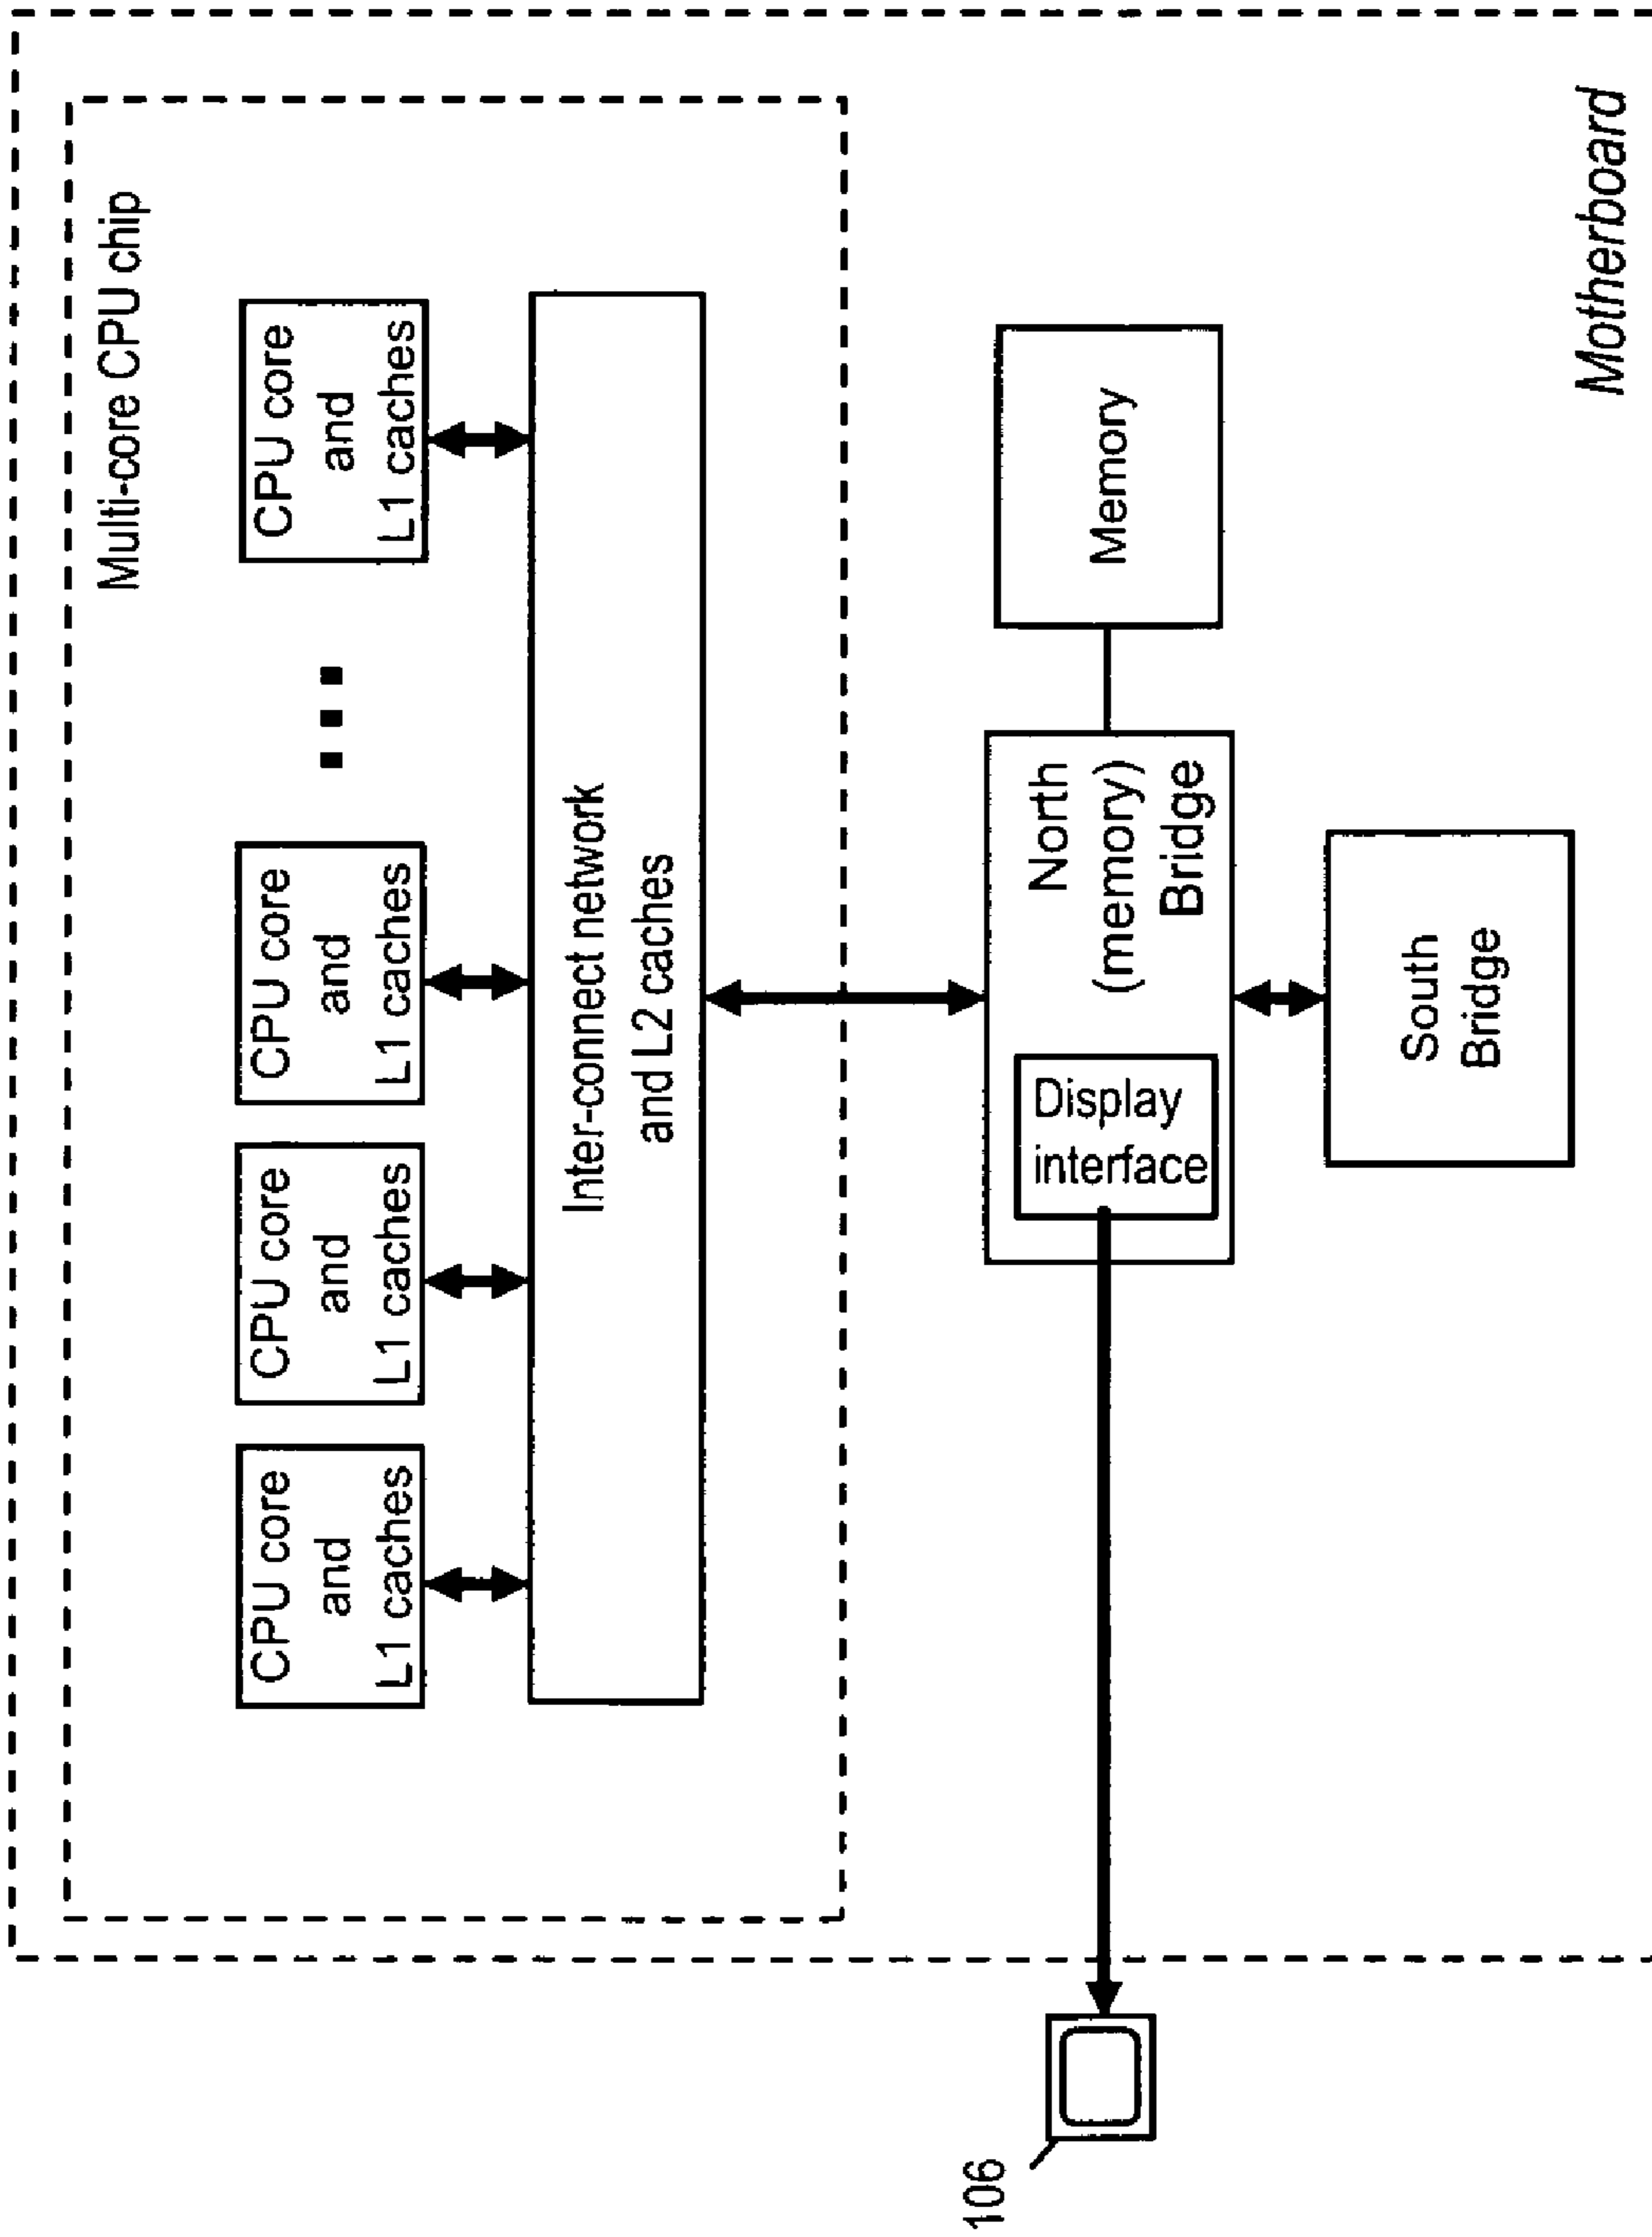 Multi-core CPU chip
CPU core
and
L1 caches
CPU core
and
L1 caches
CPU core
and
L1 caches
CPU core
and
L1 caches
Inter-connect network
and L2 caches
Display
interface
North
(memory)
Bridge
Memory
South
Bridge
106
Motherboard